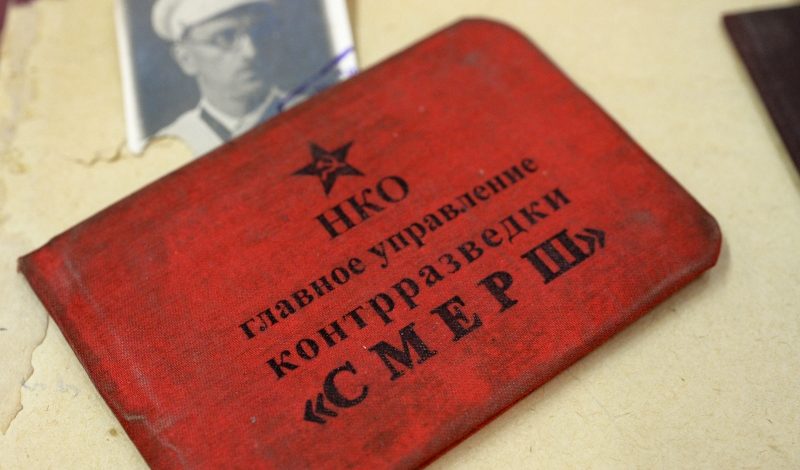 НКО
главное управление
контрразведки
«СМЕРШ»